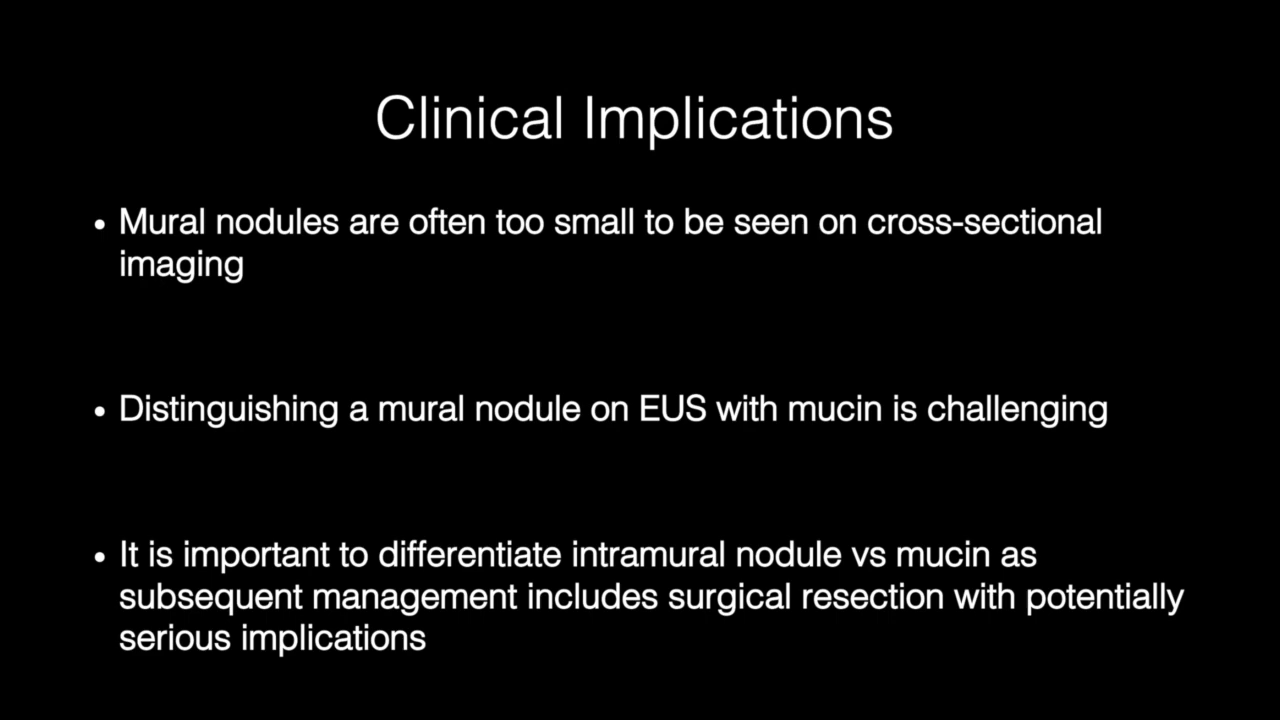 Clinical Implications
• Mural nodules are often too small to be seen on cross-sectional
imaging
• Distinguishing a mural nodule on EUS with mucin is challenging
• It is important to differentiate intramural nodule vs mucin as
subsequent management includes surgical resection with potentially
serious implications